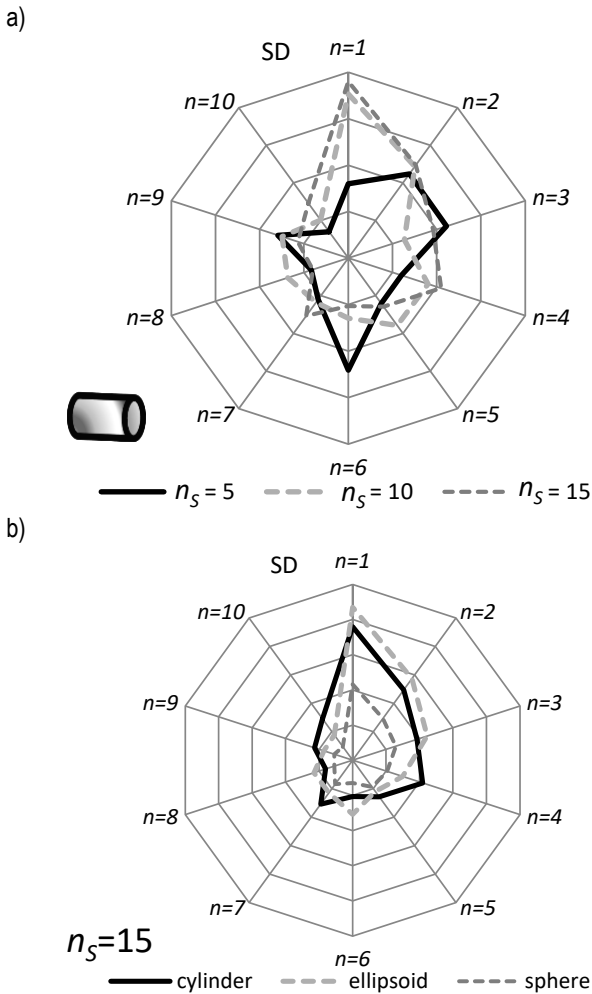 a)
SD
n=1
n=2
n=3
n=4
n=5
n=6
n=7
n=8
n=9
n=10
nS = 5 nS = 10 nS = 15
b)
SD
n=1
n=2
n=3
n=4
n=5
n=6
n=7
n=8
n=9
n=10
nS=15
cylinder ellipsoid sphere